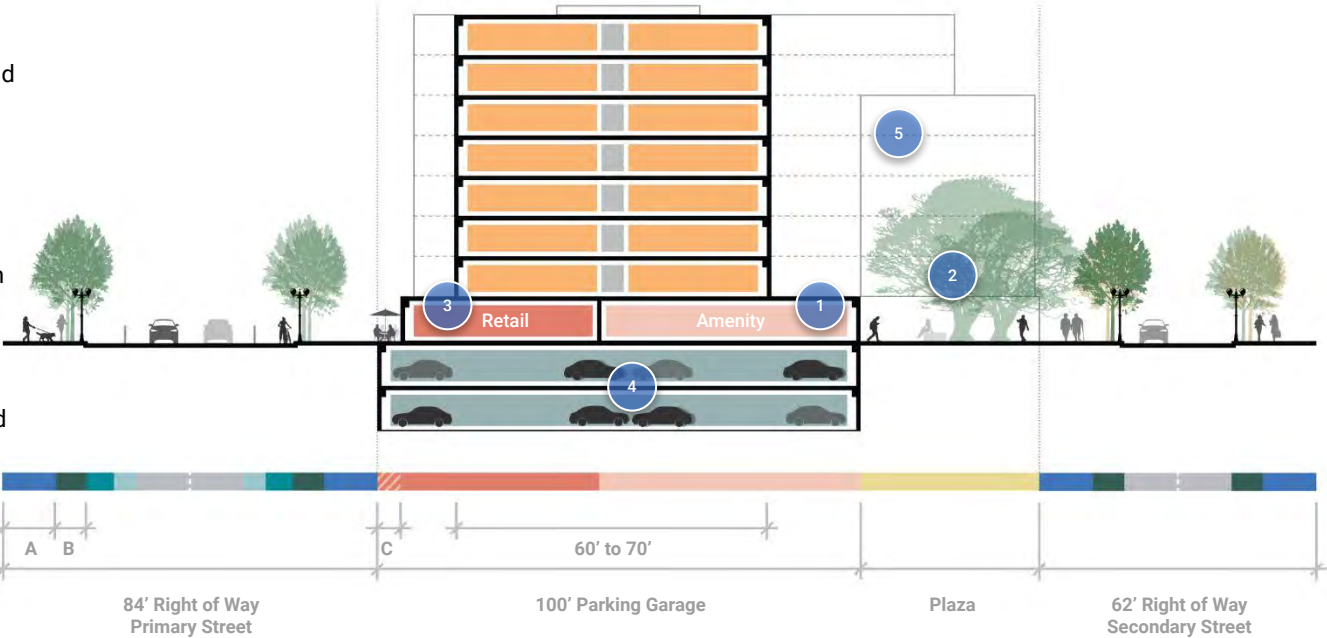 d
5
n
2
3
Retail
Amenity
1
4
d
A
B
C
60’ to 70’
84’ Right of Way
Primary Street
100’ Parking Garage
Plaza
62’ Right of Way
Secondary Street